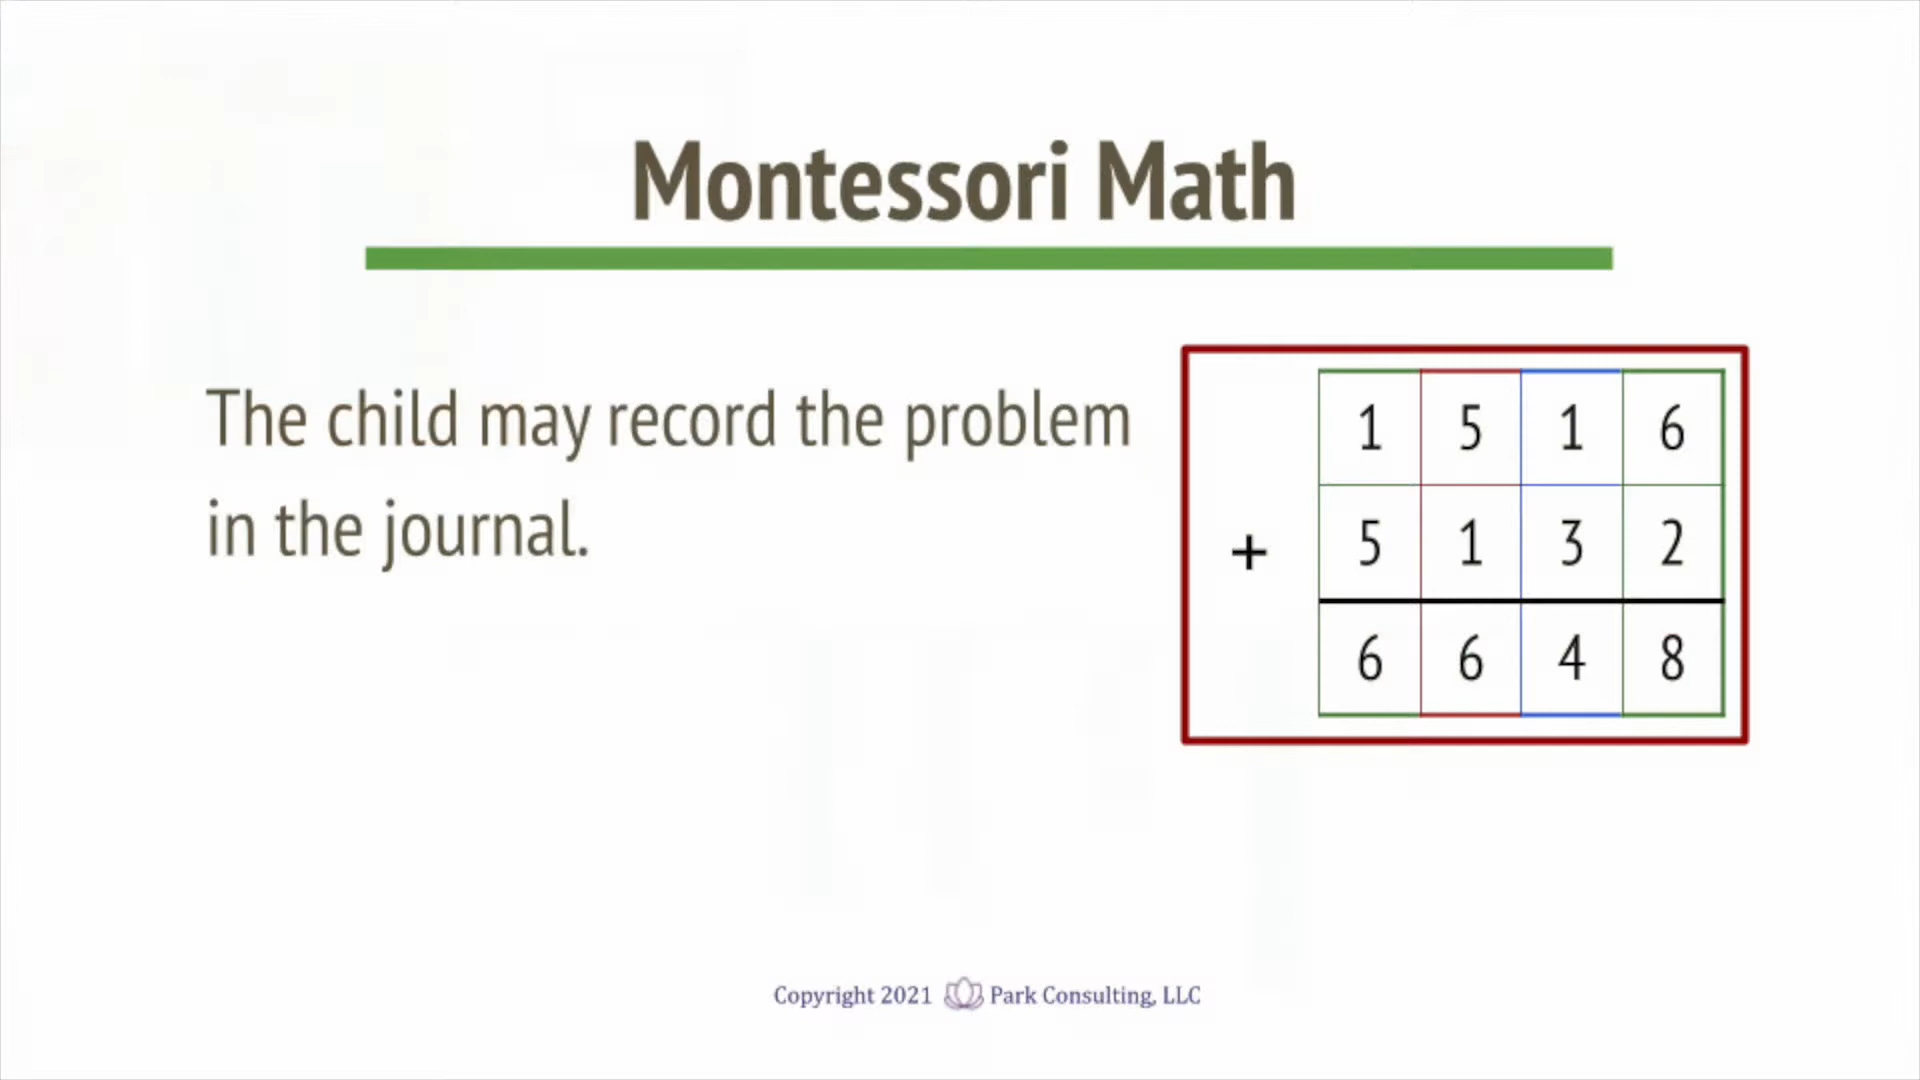 Montessori Math
The child may record the problem
in the journal.
1 5 1 6
+ 5 1 3 2
6 6 4 8
Copyright 2021 Park Consulting, LLC